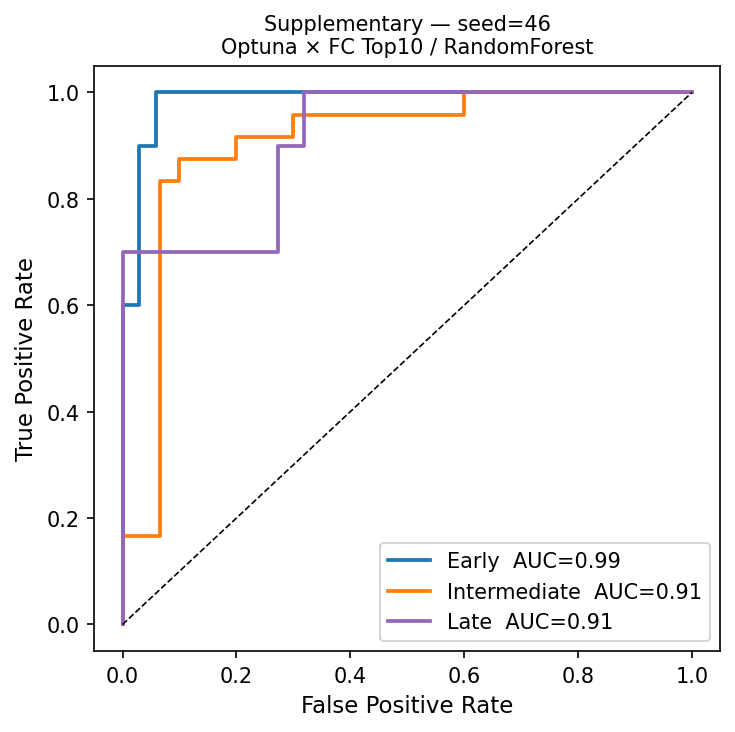 Supplementary — seed=46
Optuna × FC Top10 / RandomForest
True Positive Rate
1.0
0.8
0.6
0.4
0.2
0.0
0.0 0.2 0.4 0.6 0.8 1.0
False Positive Rate
Early AUC=0.99
Intermediate AUC=0.91
Late AUC=0.91